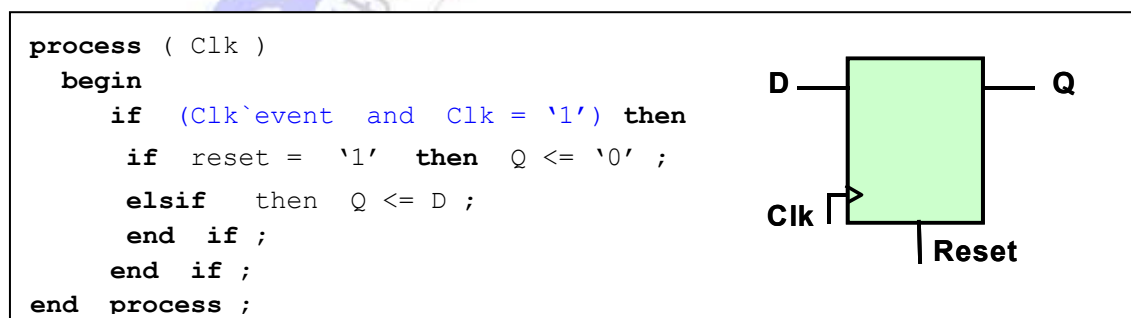 process ( Clk )
begin
if (Clk`event and Clk = ‘1’) then
if reset = ‘1’ then Q <= ‘0’ ;
elsif then Q <= D ;
end if ;
end if ;
end process ;
D
Q
Clk
Reset